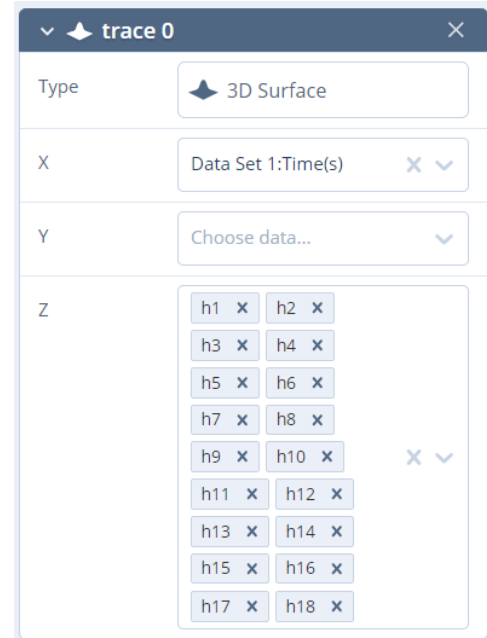 trace 0
Type 3D Surface
X Data Set 1:Time(s)
Y Choose data...
Z
h1 h2
h3 h4
h5 h6
h7 h8
h9 h10
h11 h12
h13 h14
h15 h16
h17 h18